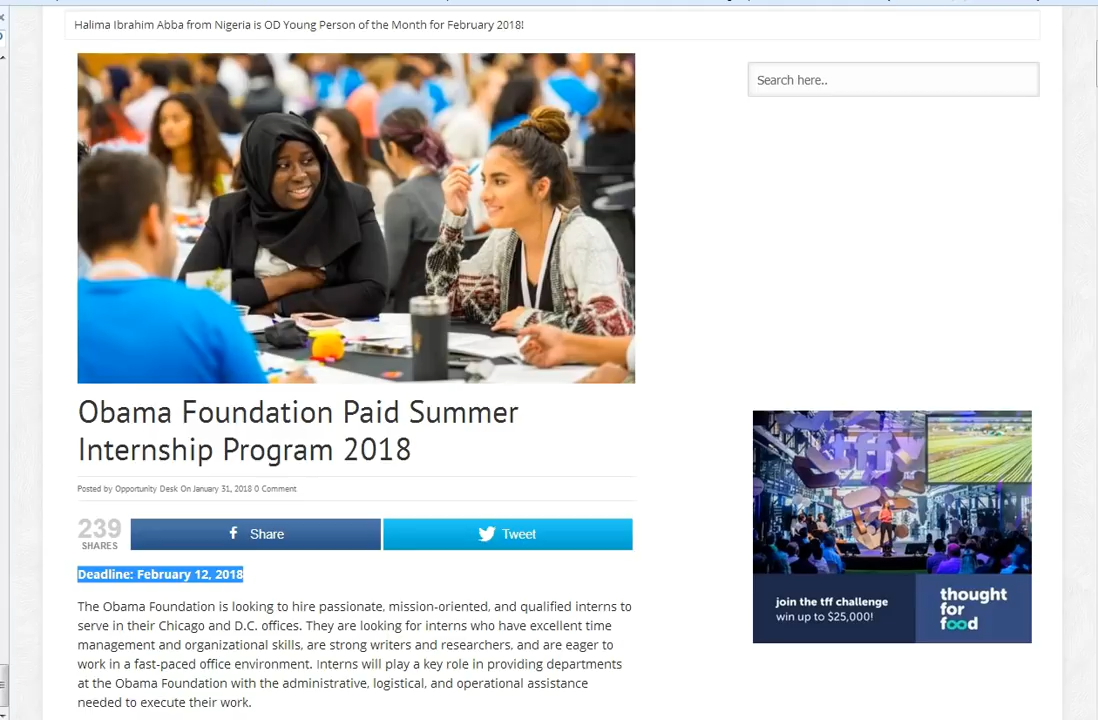 Halima Ibrahim Abba from Nigeria is OD Young Person of the Month for February 2018!
Search here..
Obama Foundation Paid Summer
Internship Program 2018
Posted by Opportunity Desk On January 31, 2018 0 Comment
239
SHARES
Share
Tweet
Deadline: February 12, 2018
The Obama Foundation is looking to hire passionate, mission-oriented, and qualified interns to
serve in their Chicago and D.C. offices. They are looking for interns who have excellent time
management and organizational skills, are strong writers and researchers, and are eager to
work in a fast-paced office environment. Interns will play a key role in providing departments
at the Obama Foundation with the administrative, logistical, and operational assistance
needed to execute their work.
tff
join the tff challenge
win up to $25,000!
thought
for
food